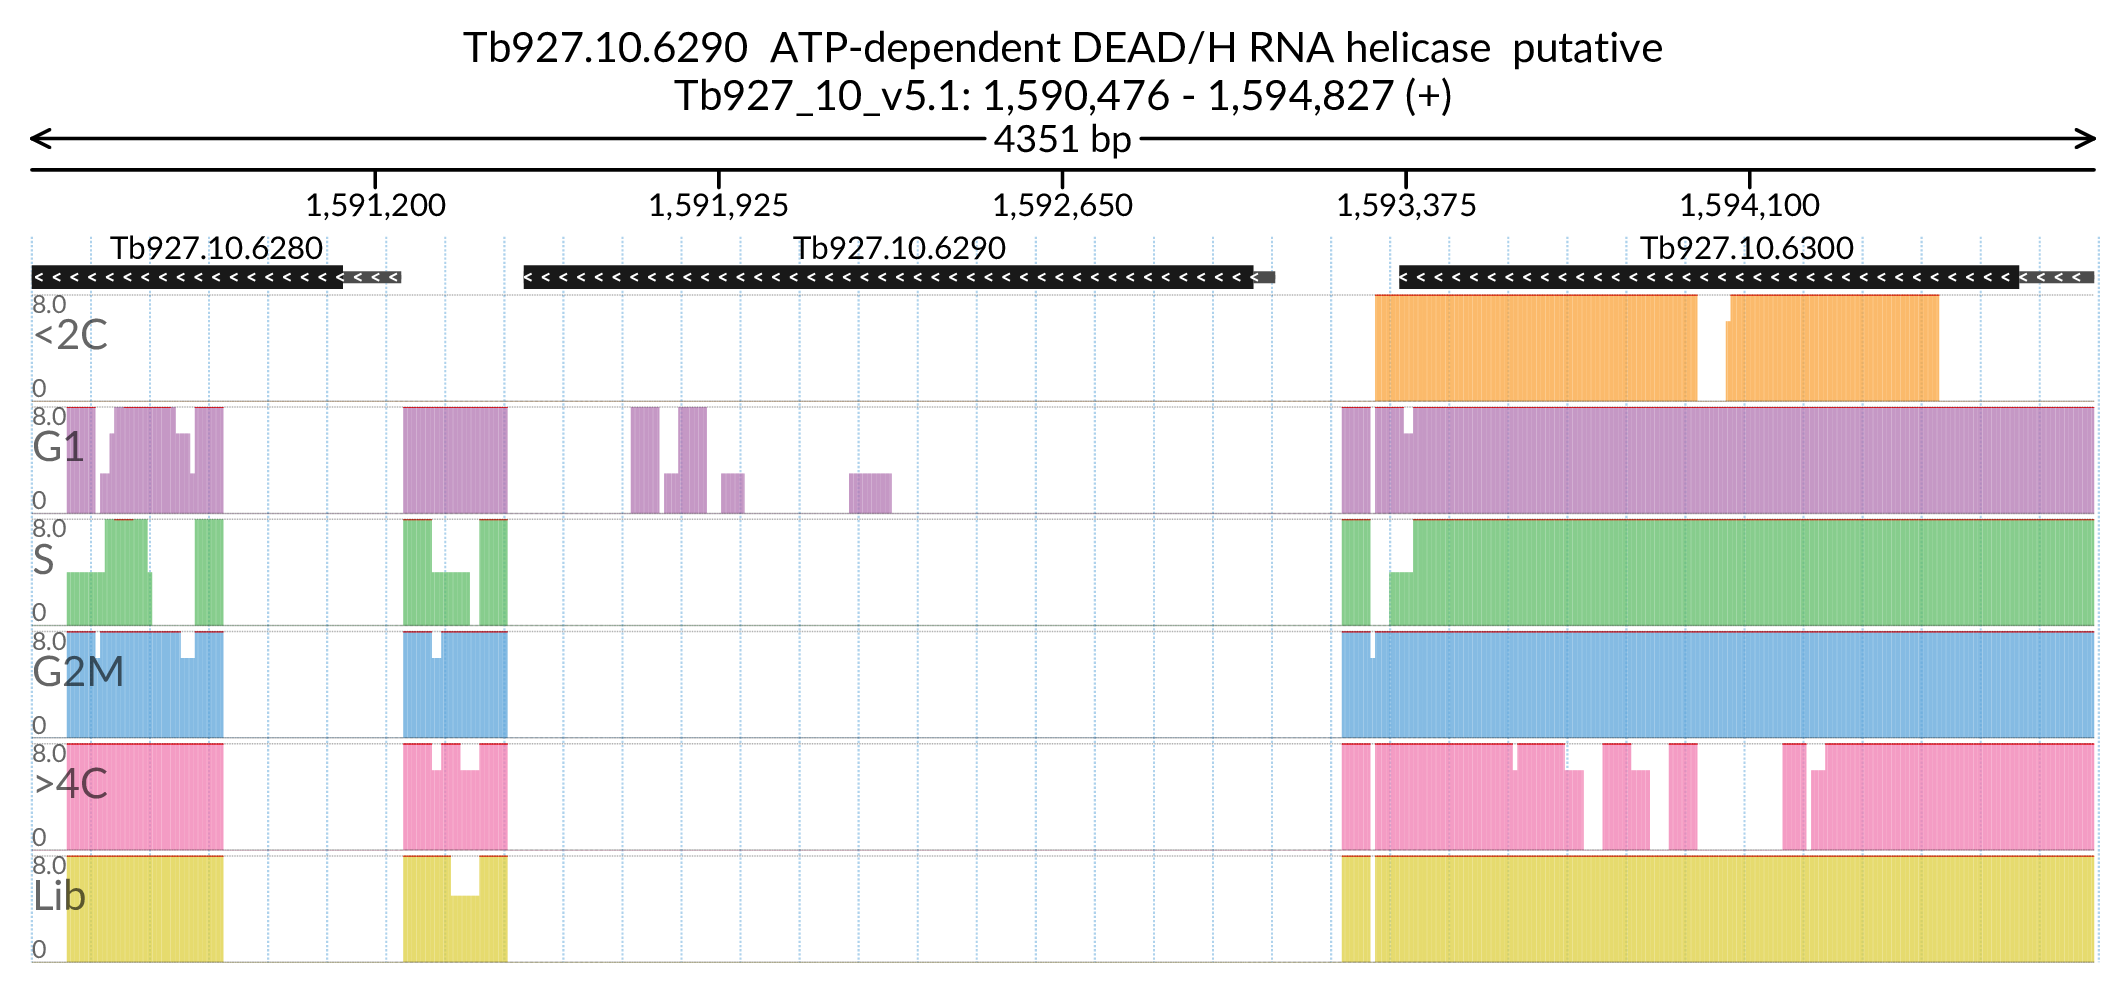 Tb927.10.6290 ATP-dependent DEAD/H RNA helicase putative
Tb927_10_v5.1: 1,590,476 - 1,594,827 (+)
4351 bp
1,591,200 1,591,925 1,592,650 1,593,375 1,594,100
Tb927.10.6280 Tb927.10.6290 Tb927.10.6300
8.0
<2C
0
8.0
G1
0
8.0
S
0
8.0
G2M
0
8.0
>4C
0
8.0
Lib
0